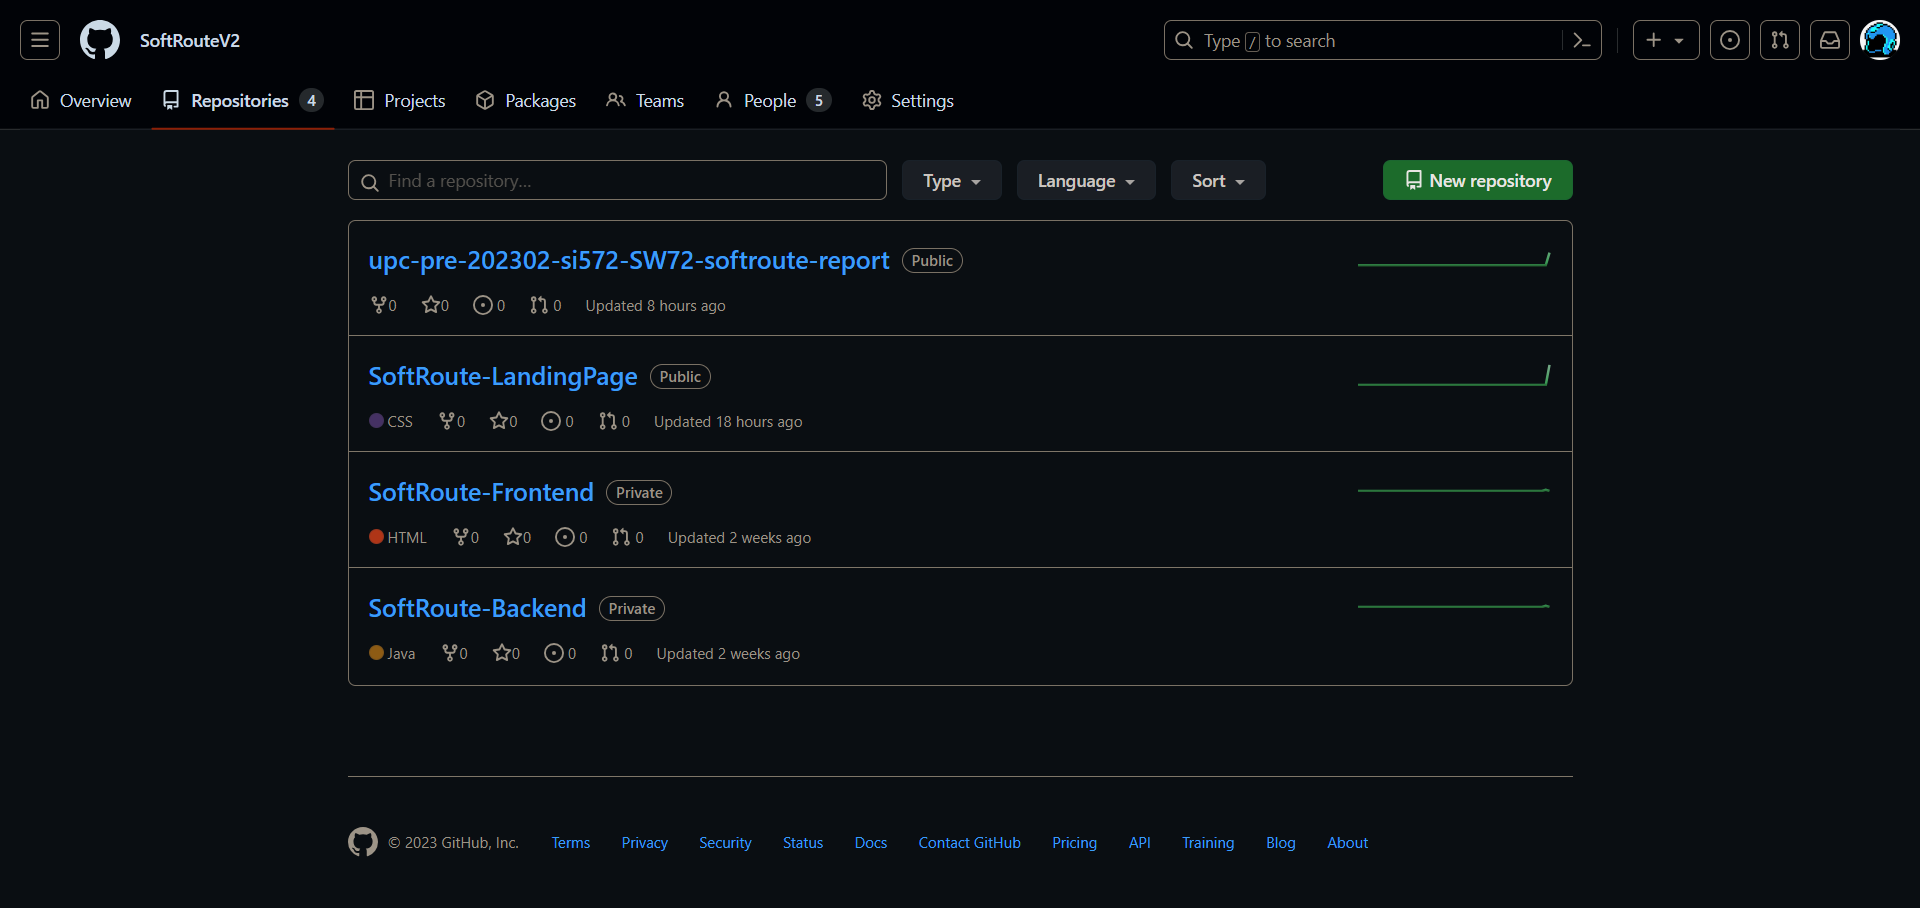 SoftRouteV2
Type / to search
Overview
Repositories 4
Projects
Packages
Teams
People 5
Settings
Find a repository...
Type
Language
Sort
New repository
upc-pre-202302-si572-SW72-softroute-report Public
0 0 0 0 Updated 8 hours ago
SoftRoute-LandingPage Public
CSS 0 0 0 0 Updated 18 hours ago
SoftRoute-Frontend Private
HTML 0 0 0 0 Updated 2 weeks ago
SoftRoute-Backend Private
Java 0 0 0 0 Updated 2 weeks ago
© 2023 GitHub, Inc. Terms Privacy Security Status Docs Contact GitHub Pricing API Training Blog About